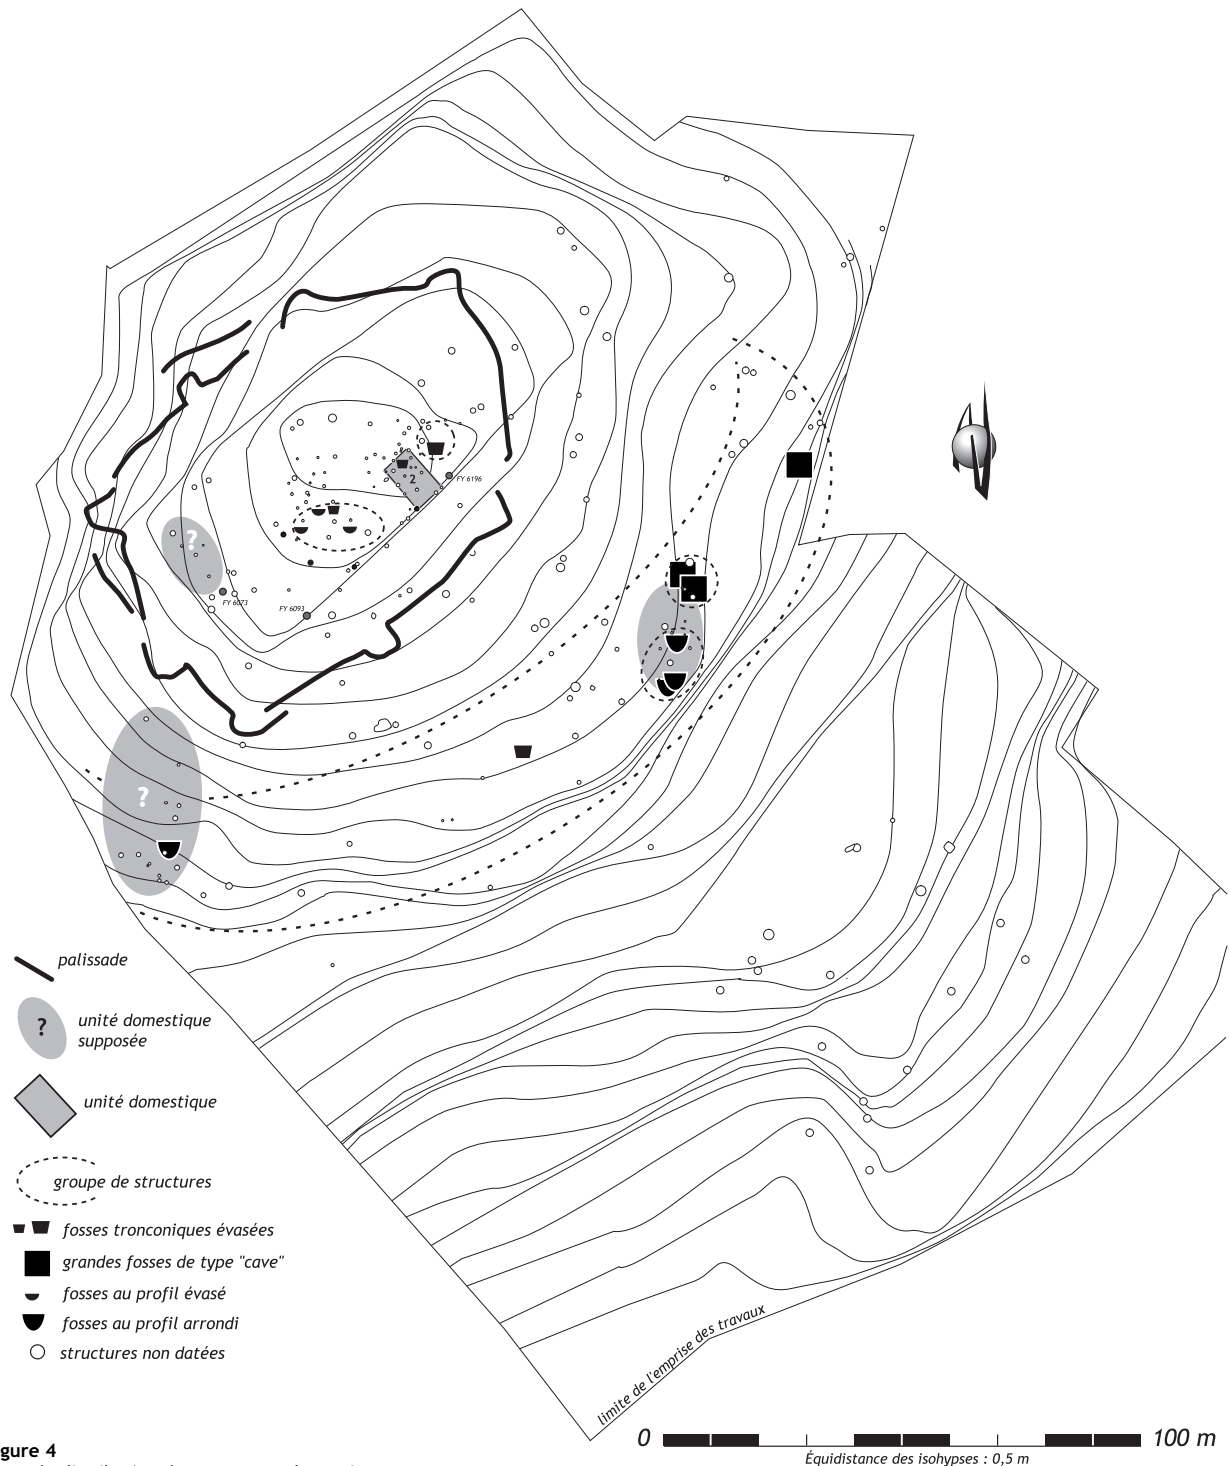 2
FY 6196
?
FY 6073
FY 6093
?
palissade
?
unité domestique
supposée
unité domestique
groupe de structures
fosses tronconiques évasées
grandes fosses de type "cave"
fosses au profil évasé
fosses au profil arrondi
structures non datées
limite de l'emprise des travaux
0 100 m
Équidistance des isohypses : 0,5 m
gure 4